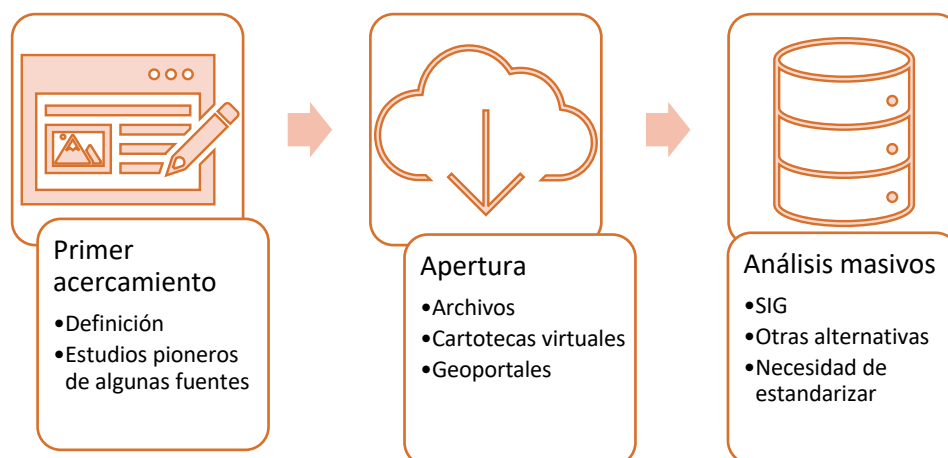 Primer
acercamiento
•Definición
•Estudios pioneros
de algunas fuentes
Apertura
•Archivos
•Cartotecas virtuales
•Geoportales
Análisis masivos
•SIG
•Otras alternativas
•Necesidad de
estandarizar